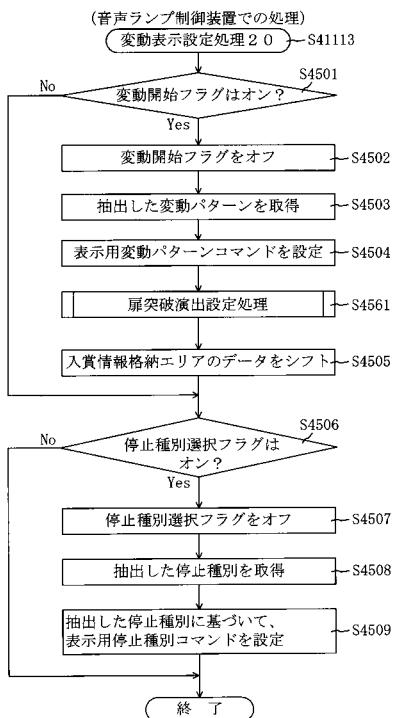 (音声ランプ制御装置での処理)
変動表示設定処理20
S41113
S4501
No
変動開始フラグはオン?
Yes
変動開始フラグをオフ
S4502
抽出した変動パターンを取得
S4503
表示用変動パターンコマンドを設定
S4504
扉突破演出設定処理
S4561
入賞情報格納エリアのデータをシフト
S4505
S4506
No
停止種別選択フラグは
オン?
Yes
停止種別選択フラグをオフ
S4507
抽出した停止種別を取得
S4508
抽出した停止種別に基づいて、
表示用停止種別コマンドを設定
S4509
終 了